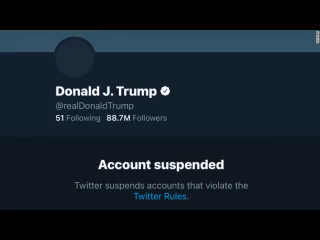 Donald J. Trump
@realDonaldTrump
51 Following 88.7M Followers
Account suspended
Twitter suspends accounts that violate the
Twitter Rules.